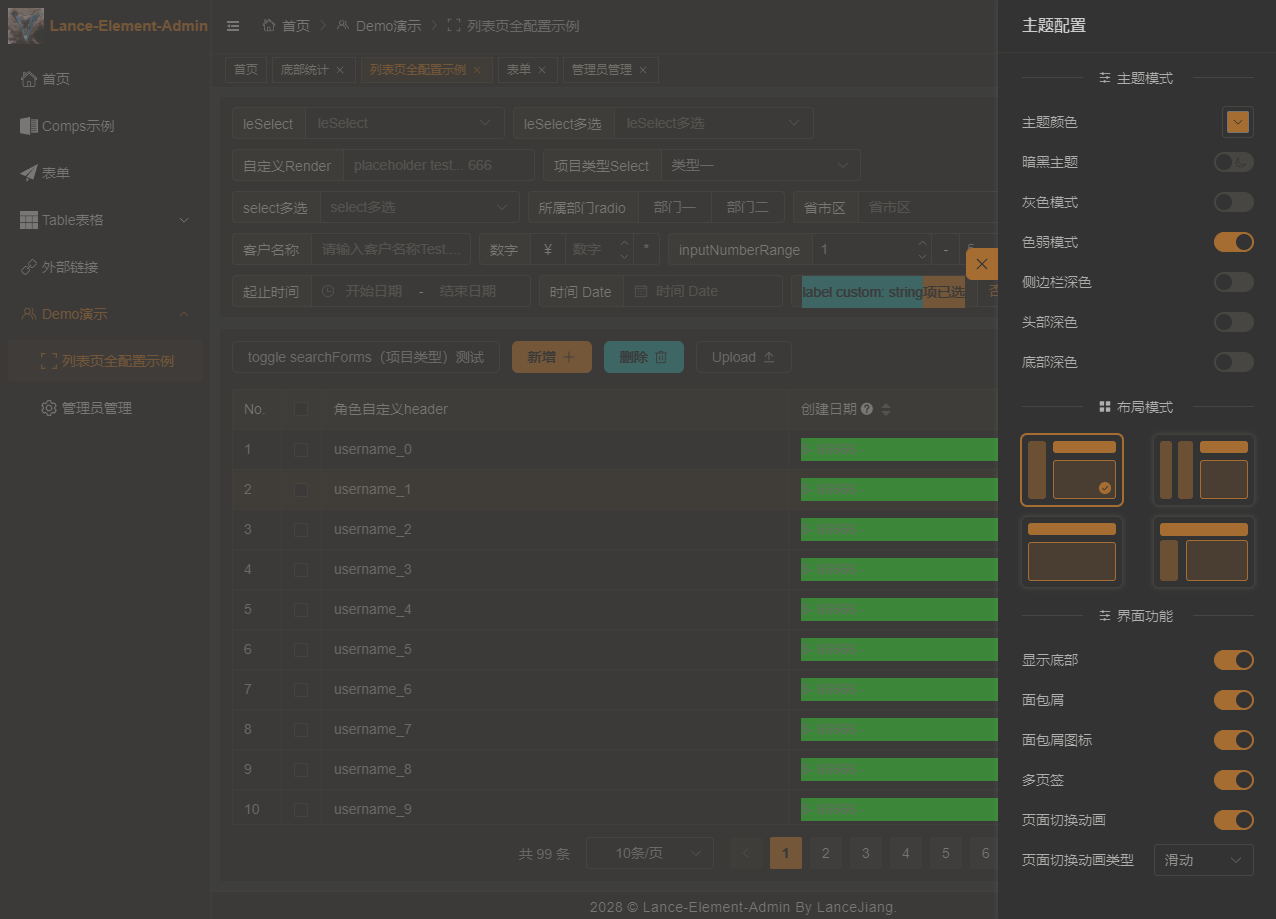 Lance-Element-Admin
首页
Comps示例
表单
Table表格
外部链接
Demo演示
列表页全配置示例
管理员管理
首页 Demo演示 列表页全配置示例
首页 底部统计 列表页全配置示例 表单 管理员管理
leSelect leSelect leSelect多选 leSelect多选
自定义Render placeholder test... 666 项目类型Select 类型一
select多选 select多选 所属部门radio 部门一 部门二 省市区 省市区
客户名称 请输入客户名称Test.... 数字 ¥ 数字 * inputNumberRange 1 -
起止时间 开始日期 - 结束日期 时间 Date 时间 Date label custom: string项已选 否
toggle searchForms（项目类型）测试 新增 删除 Upload
No. 角色自定义header 创建日期
1 username_0
2 username_1
3 username_2
4 username_3
5 username_4
6 username_5
7 username_6
8 username_7
9 username_8
10 username_9
共 99 条 10条/页 1 2 3 4 5 6
2028 © Lance-Element-Admin By LanceJiang.
主题配置
主题模式
主题颜色
暗黑主题
灰色模式
色弱模式
侧边栏深色
头部深色
底部深色
布局模式
界面功能
显示底部
面包屑
面包屑图标
多页签
页面切换动画
页面切换动画类型 滑动